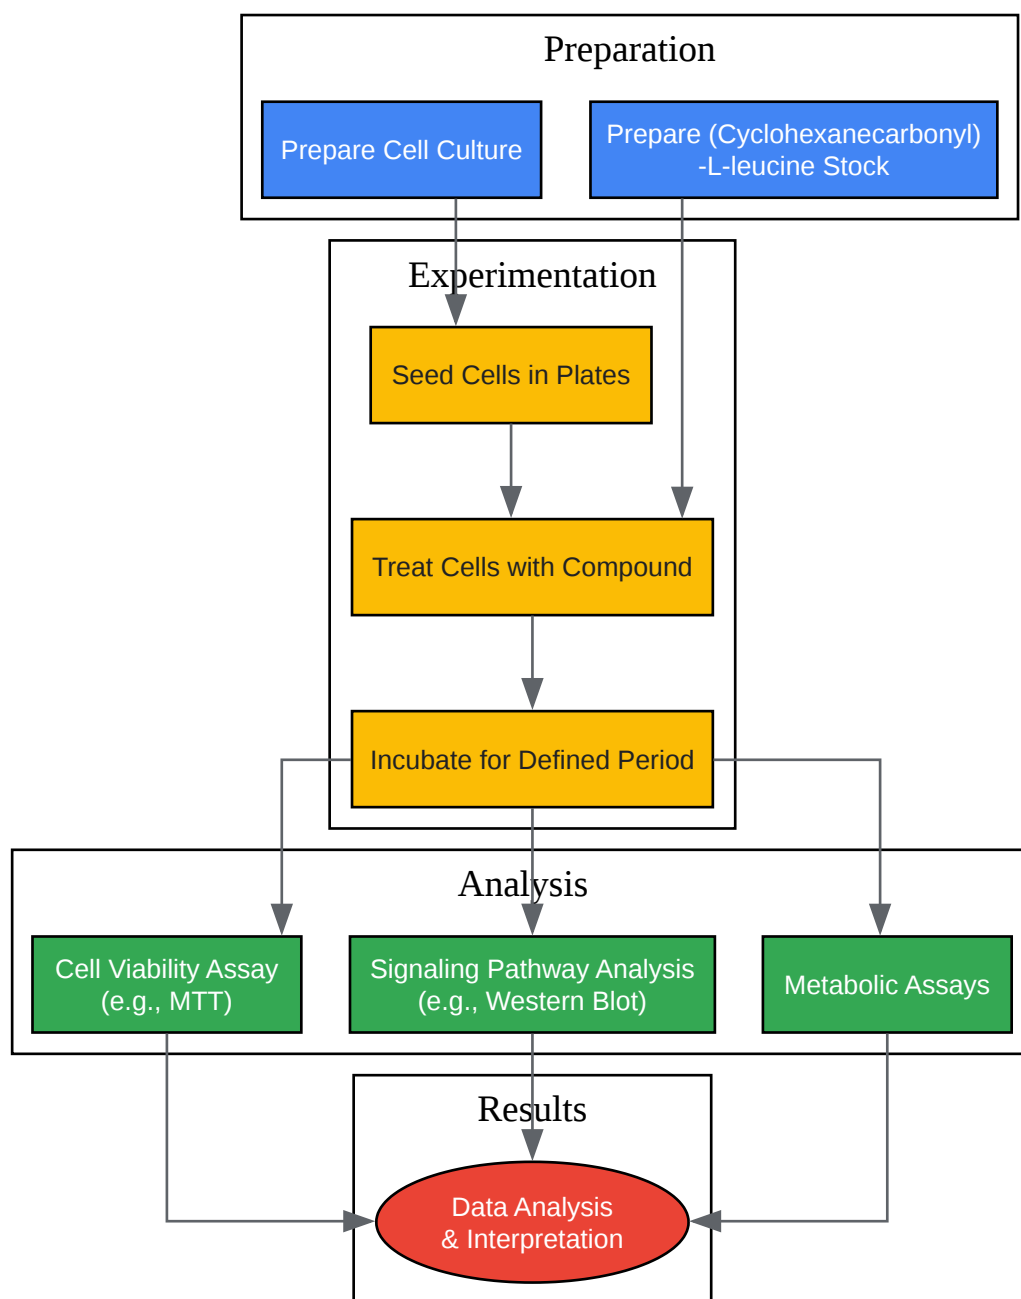 Preparation
Prepare Cell Culture
Prepare (Cyclohexanecarbonyl)
-L-leucine Stock
Experimentation
Seed Cells in Plates
Treat Cells with Compound
Incubate for Defined Period
Analysis
Cell Viability Assay
(e.g., MTT)
Signaling Pathway Analysis
(e.g., Western Blot)
Metabolic Assays
Results
Data Analysis
& Interpretation